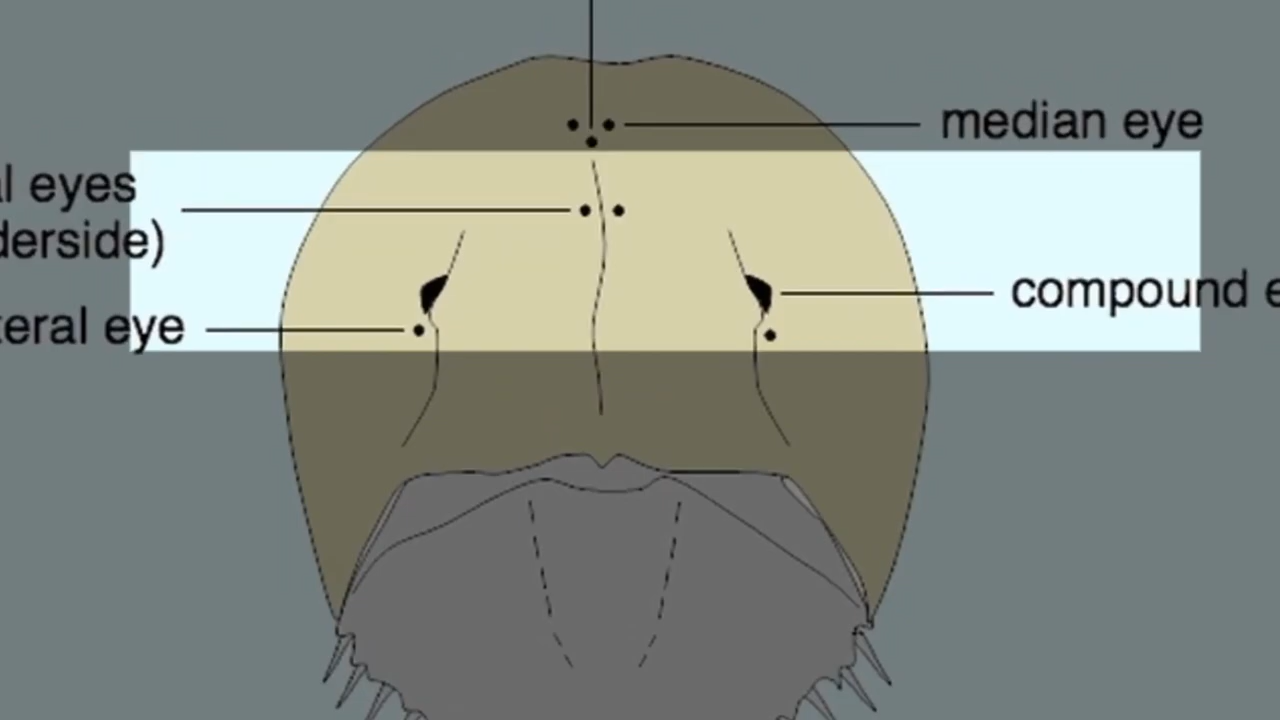 median eye
l eyes
derside)
compound e
teral eye